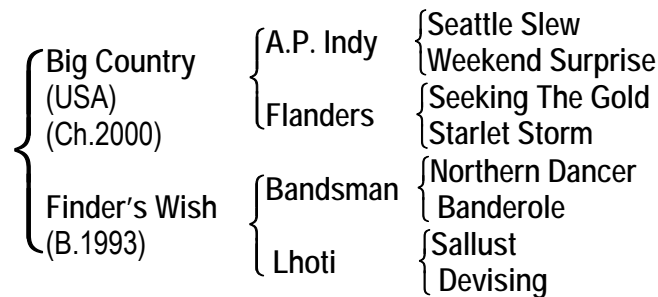 Big Country
(USA)
(Ch.2000)
Finder's Wish
(B.1993)
A.P. Indy
Flanders
Bandsman
Lhoti
Seattle Slew
Weekend Surprise
Seeking The Gold
Starlet Storm
Northern Dancer
Banderole
Sallust
Devising